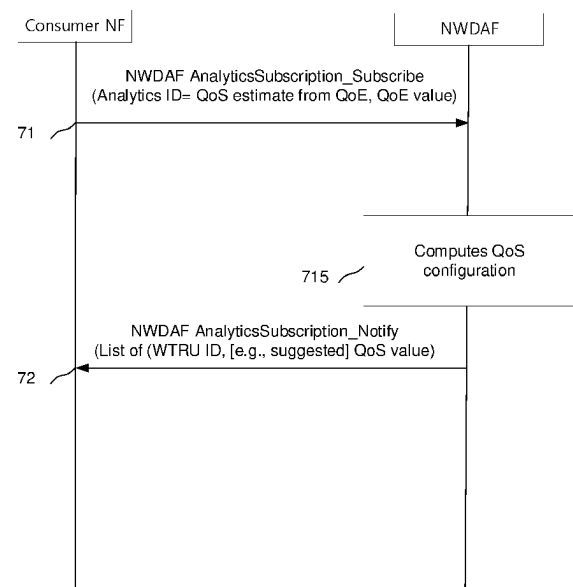 Consumer NF
NWDAF
NWDAF AnalyticsSubscription_Subscribe
(Analytics ID= QoS estimate from QoE, QoE value)
71
Computes QoS
configuration
715
NWDAF AnalyticsSubscription_Notify
(List of (WTRU ID, [e.g., suggested] QoS value)
72